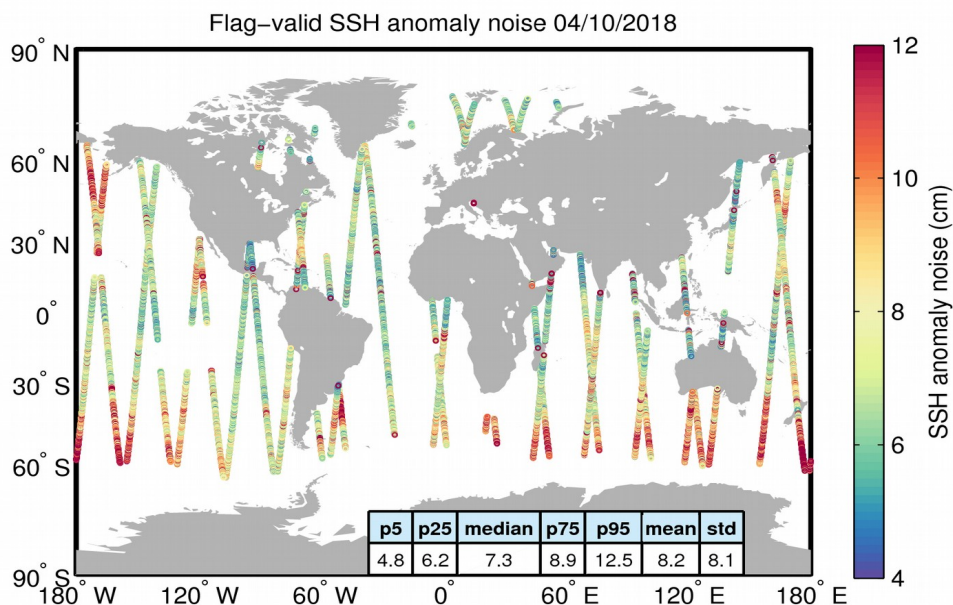 Flag−valid SSH anomaly noise 04/10/2018
90° N
60° N
30° N
0°
30° S
60° S
90° S
180° W
120° W
60° W
0°
60° E
120° E
180° E
p5 p25 median p75 p95 mean std
4.8 6.2 7.3 8.9 12.5 8.2 8.1
12
10
8
6
4
SSH anomaly noise (cm)